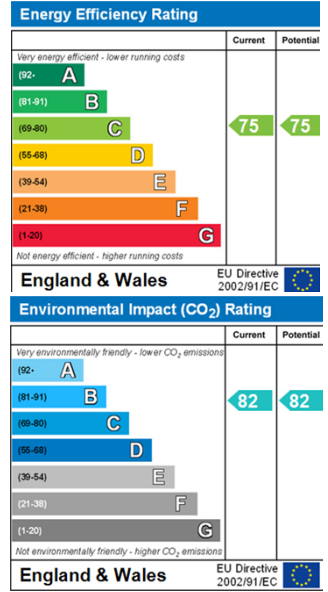 Energy Efficiency Rating
Current Potential
Very energy efficient - lower running costs
(92- A
(81-91) B
(69-80) C 75 75
(55-68) D
(39-54) E
(21-38) F
(1-20) G
Not energy efficient - higher running costs
England & Wales EU Directive 2002/91/EC
Environmental Impact (CO2) Rating
Current Potential
Very environmentally friendly - lower CO2 emissions
(92- A
(81-91) B 82 82
(69-80) C
(55-68) D
(39-54) E
(21-38) F
(1-20) G
Not environmentally friendly - higher CO2 emissions
England & Wales EU Directive 2002/91/EC